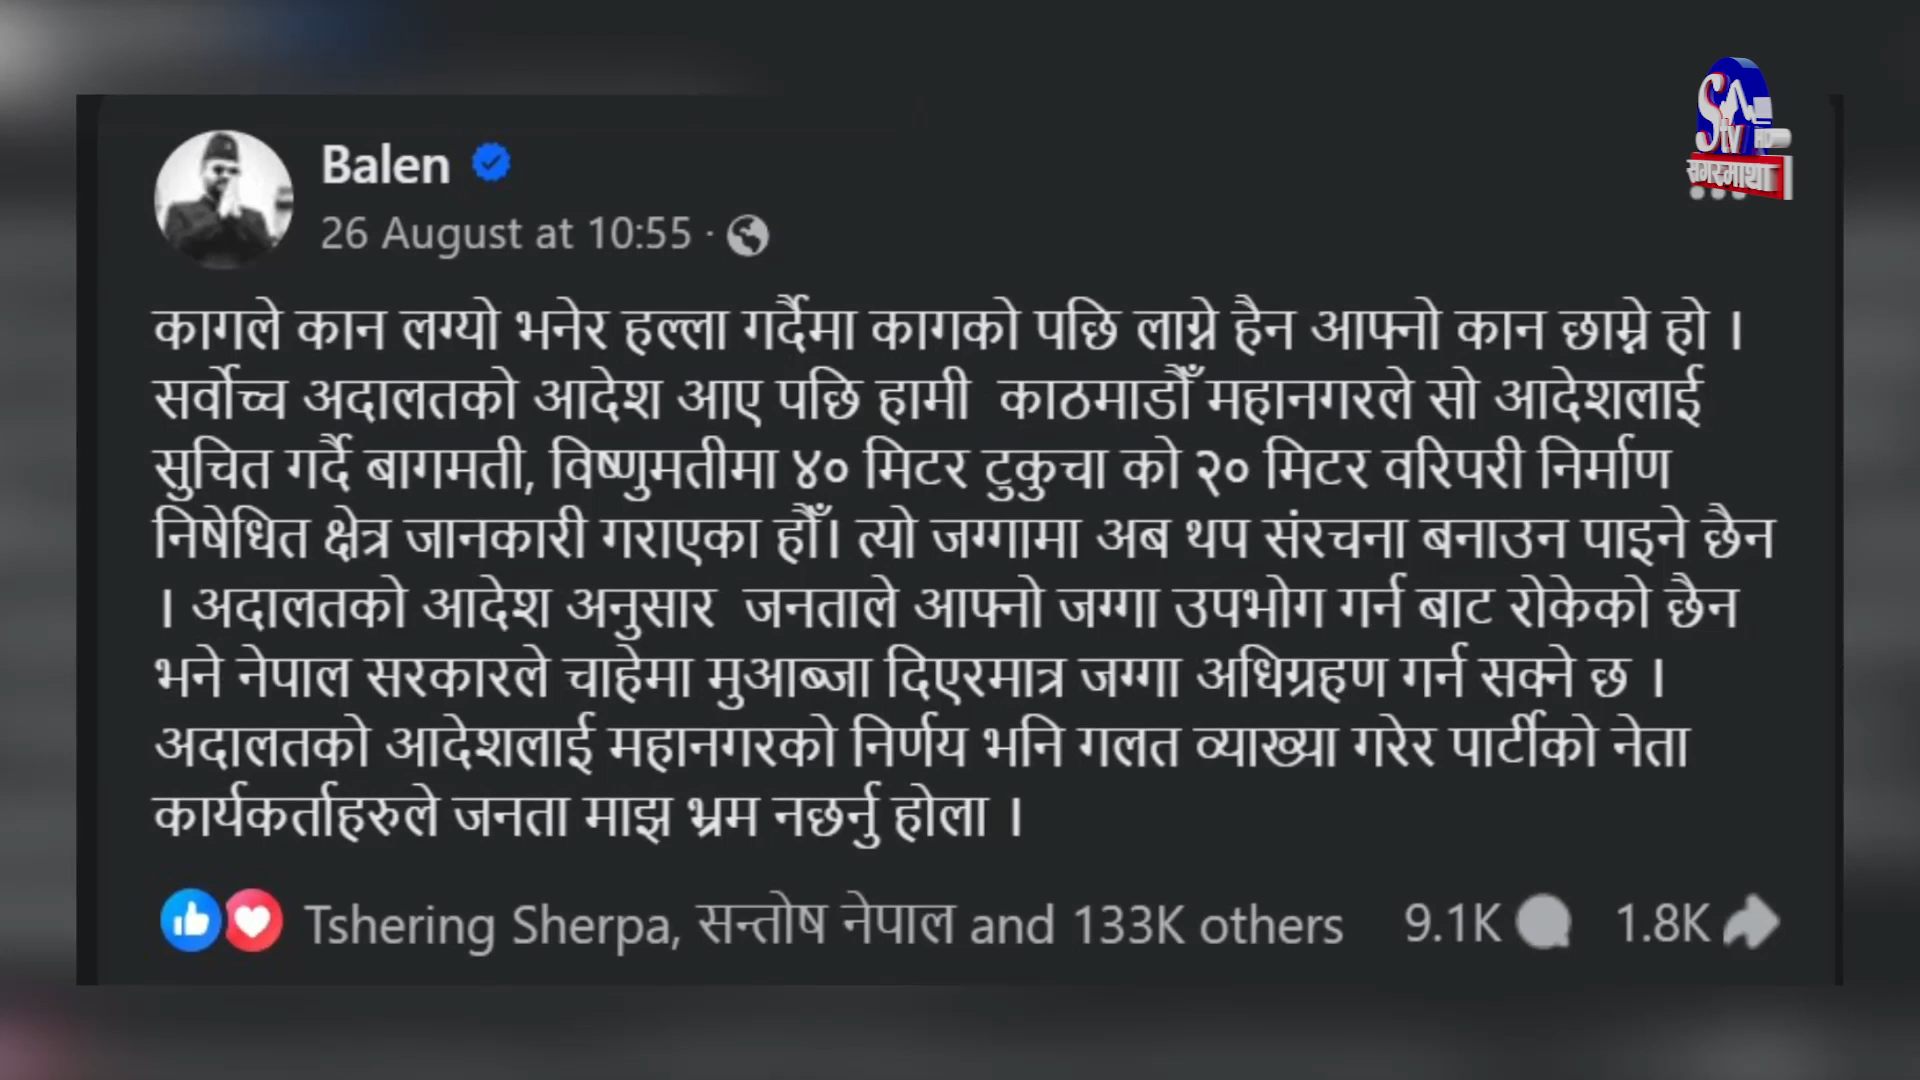 Balen
26 August at 10:55 ·
कागले कान लग्यो भनेर हल्ला गर्दैमा कागको पछि लाग्ने हैन आफ्नो कान छाम्ने हो ।
सर्वोच्च अदालतको आदेश आए पछि हामी काठमाडौँ महानगरले सो आदेशलाई
सुचित गर्दै बागमती, विष्णुमतीमा ४० मिटर टुकुचा को २० मिटर वरिपरी निर्माण
निषेधित क्षेत्र जानकारी गराएका हौँ। त्यो जग्गामा अब थप संरचना बनाउन पाइने छैन
। अदालतको आदेश अनुसार जनताले आफ्नो जग्गा उपभोग गर्न बाट रोकेको छैन
भने नेपाल सरकारले चाहेमा मुआब्जा दिएरमात्र जग्गा अधिग्रहण गर्न सक्ने छ ।
अदालतको आदेशलाई महानगरको निर्णय भनि गलत व्याख्या गरेर पार्टीको नेता
कार्यकर्ताहरुले जनता माझ भ्रम नछर्नु होला ।
Tshering Sherpa, सन्तोष नेपाल and 133K others 9.1K 1.8K
STV HD
सगरमाथा